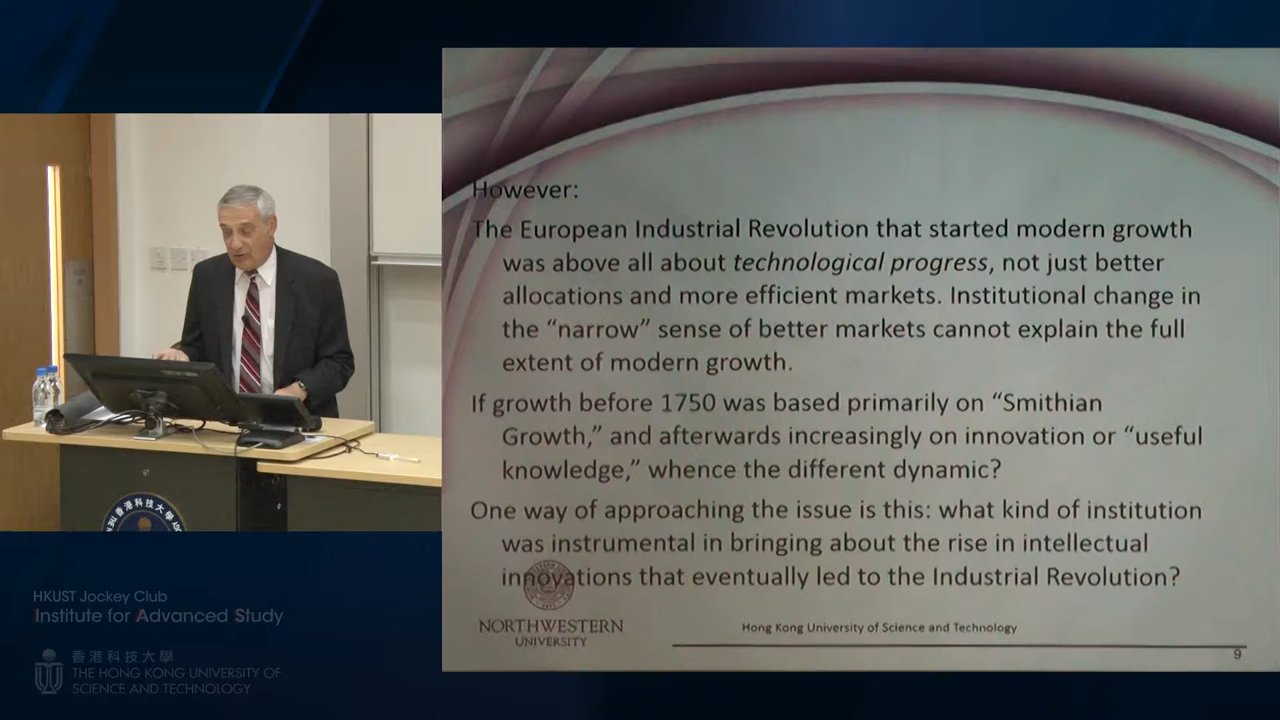 However:
The European Industrial Revolution that started modern growth
was above all about technological progress, not just better
allocations and more efficient markets. Institutional change in
the “narrow” sense of better markets cannot explain the full
extent of modern growth.
If growth before 1750 was based primarily on “Smithian
Growth,” and afterwards increasingly on innovation or “useful
knowledge,” whence the different dynamic?
One way of approaching the issue is this: what kind of institution
was instrumental in bringing about the rise in intellectual
innovations that eventually led to the Industrial Revolution?
NORTHWESTERN
UNIVERSITY
Hong Kong University of Science and Technology
9
香港科技大學
HKUST Jockey Club
Institute for Advanced Study
香港科技大學
THE HONG KONG UNIVERSITY OF
SCIENCE AND TECHNOLOGY